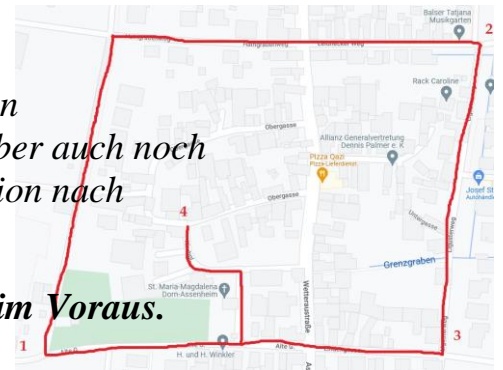 n
ber auch noch
ion nach
im Voraus.
Balser Tatjana
Musikgarten
2
Rack Caroline
Obergasse
Allianz Generalvertretung
Dennis Palmer e. K
Pizza Qazi
Pizza-Lieferdienst
Josef St
Obergasse
4
Untergasse
Grenzgraben
St. Maria-Magdalena
Dorn-Assenheim
Wetteraustraße
1
3
H. und H. Winkler